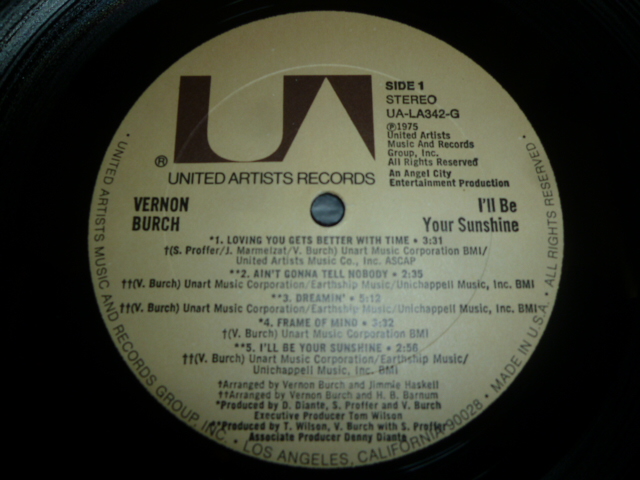 UA
®
SIDE 1
STEREO
UA-LA342-G
Ⓟ1975
United Artists
Music And Records
Group, Inc.
All Rights Reserved
An Angel City
Entertainment Production
UNITED ARTISTS RECORDS
VERNON
BURCH
I'll Be
Your Sunshine
*1. LOVING YOU GETS BETTER WITH TIME • 3:31
†(S. Proffer/J. Marmelzat/V. Burch) Unart Music Corporation BMI/
United Artists Music Co., Inc. ASCAP
**2. AIN'T GONNA TELL NOBODY • 2:35
††(V. Burch) Unart Music Corporation/Earthship Music/Unichappell Music, Inc. BMI
**3. DREAMIN' • 5:12
††(V. Burch) Unart Music Corporation/Earthship Music/Unichappell Music, Inc. BMI
*4. FRAME OF MIND • 3:32
†(V. Burch) Unart Music Corporation BMI
**5. I'LL BE YOUR SUNSHINE • 2:56
††(V. Burch) Unart Music Corporation/Earthship Music/
Unichappell Music, Inc. BMI
†Arranged by Vernon Burch and Jimmie Haskell
††Arranged by Vernon Burch and H. B. Barnum
*Produced by D. Diante, S. Proffer and V. Burch
Executive Producer Tom Wilson
**Produced by T. Wilson, V. Burch with S. Proffer
Associate Producer Denny Diante
• UNITED ARTISTS MUSIC AND RECORDS GROUP, INC. • LOS ANGELES, CALIFORNIA 90028 • MADE IN U.S.A. • ALL RIGHTS RESERVED •